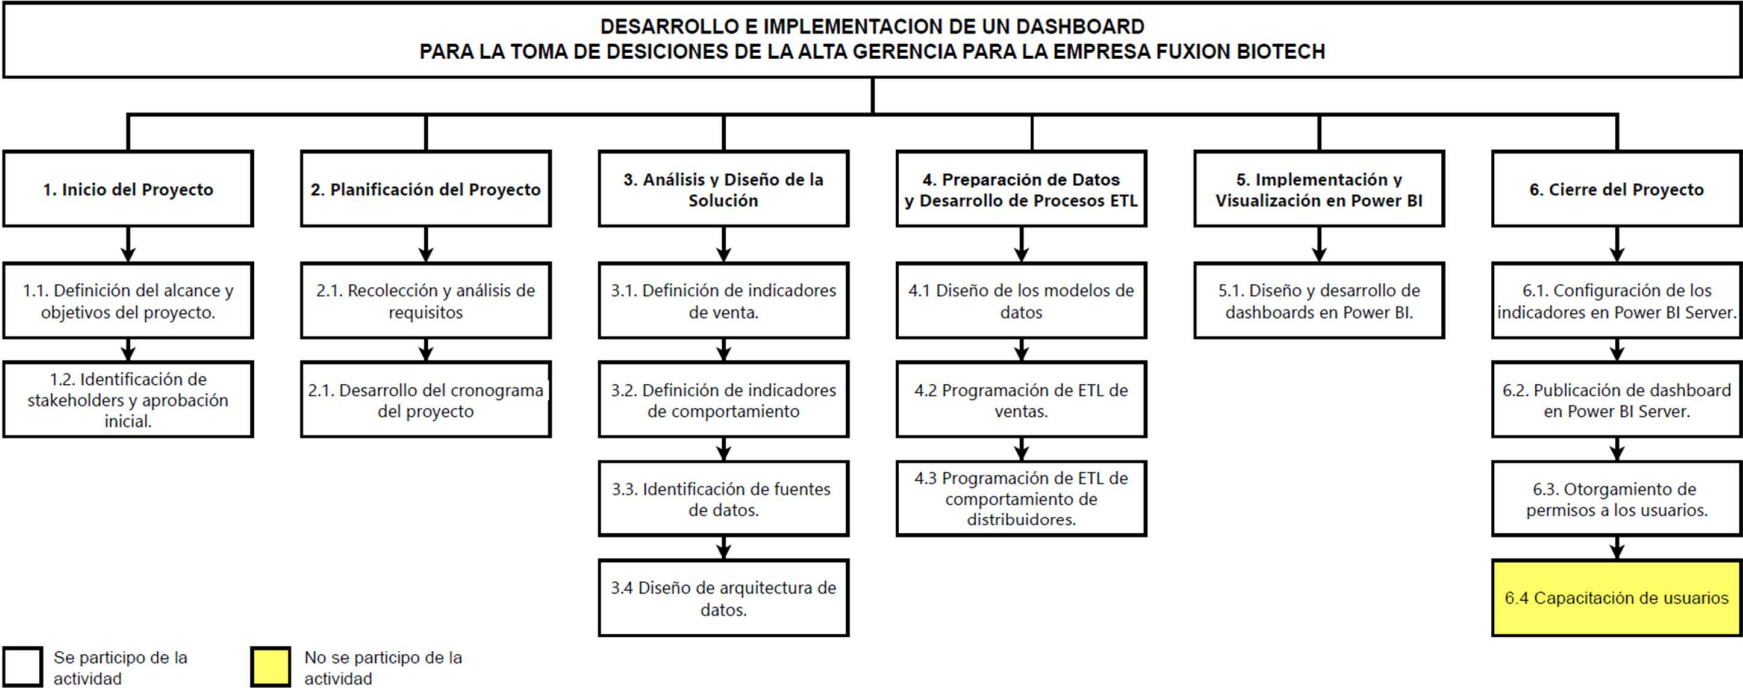 DESARROLLO E IMPLEMENTACION DE UN DASHBOARD
PARA LA TOMA DE DESICIONES DE LA ALTA GERENCIA PARA LA EMPRESA FUXION BIOTECH
1. Inicio del Proyecto
1.1. Definición del alcance y
objetivos del proyecto.
1.2. Identificación de
stakeholders y aprobación
inicial.
2. Planificación del Proyecto
2.1. Recolección y análisis de
requisitos
2.1. Desarrollo del cronograma
del proyecto
3. Análisis y Diseño de la
Solución
3.1. Definición de indicadores
de venta.
3.2. Definición de indicadores
de comportamiento
3.3. Identificación de fuentes
de datos.
3.4 Diseño de arquitectura de
datos.
4. Preparación de Datos
y Desarrollo de Procesos ETL
4.1 Diseño de los modelos de
datos
4.2 Programación de ETL de
ventas.
4.3 Programación de ETL de
comportamiento de
distribuidores.
5. Implementación y
Visualización en Power BI
5.1. Diseño y desarrollo de
dashboards en Power BI.
6. Cierre del Proyecto
6.1. Configuración de los
indicadores en Power BI Server.
6.2. Publicación de dashboard
en Power BI Server.
6.3. Otorgamiento de
permisos a los usuarios.
6.4 Capacitación de usuarios
Se participo de la
actividad
No se participo de la
actividad